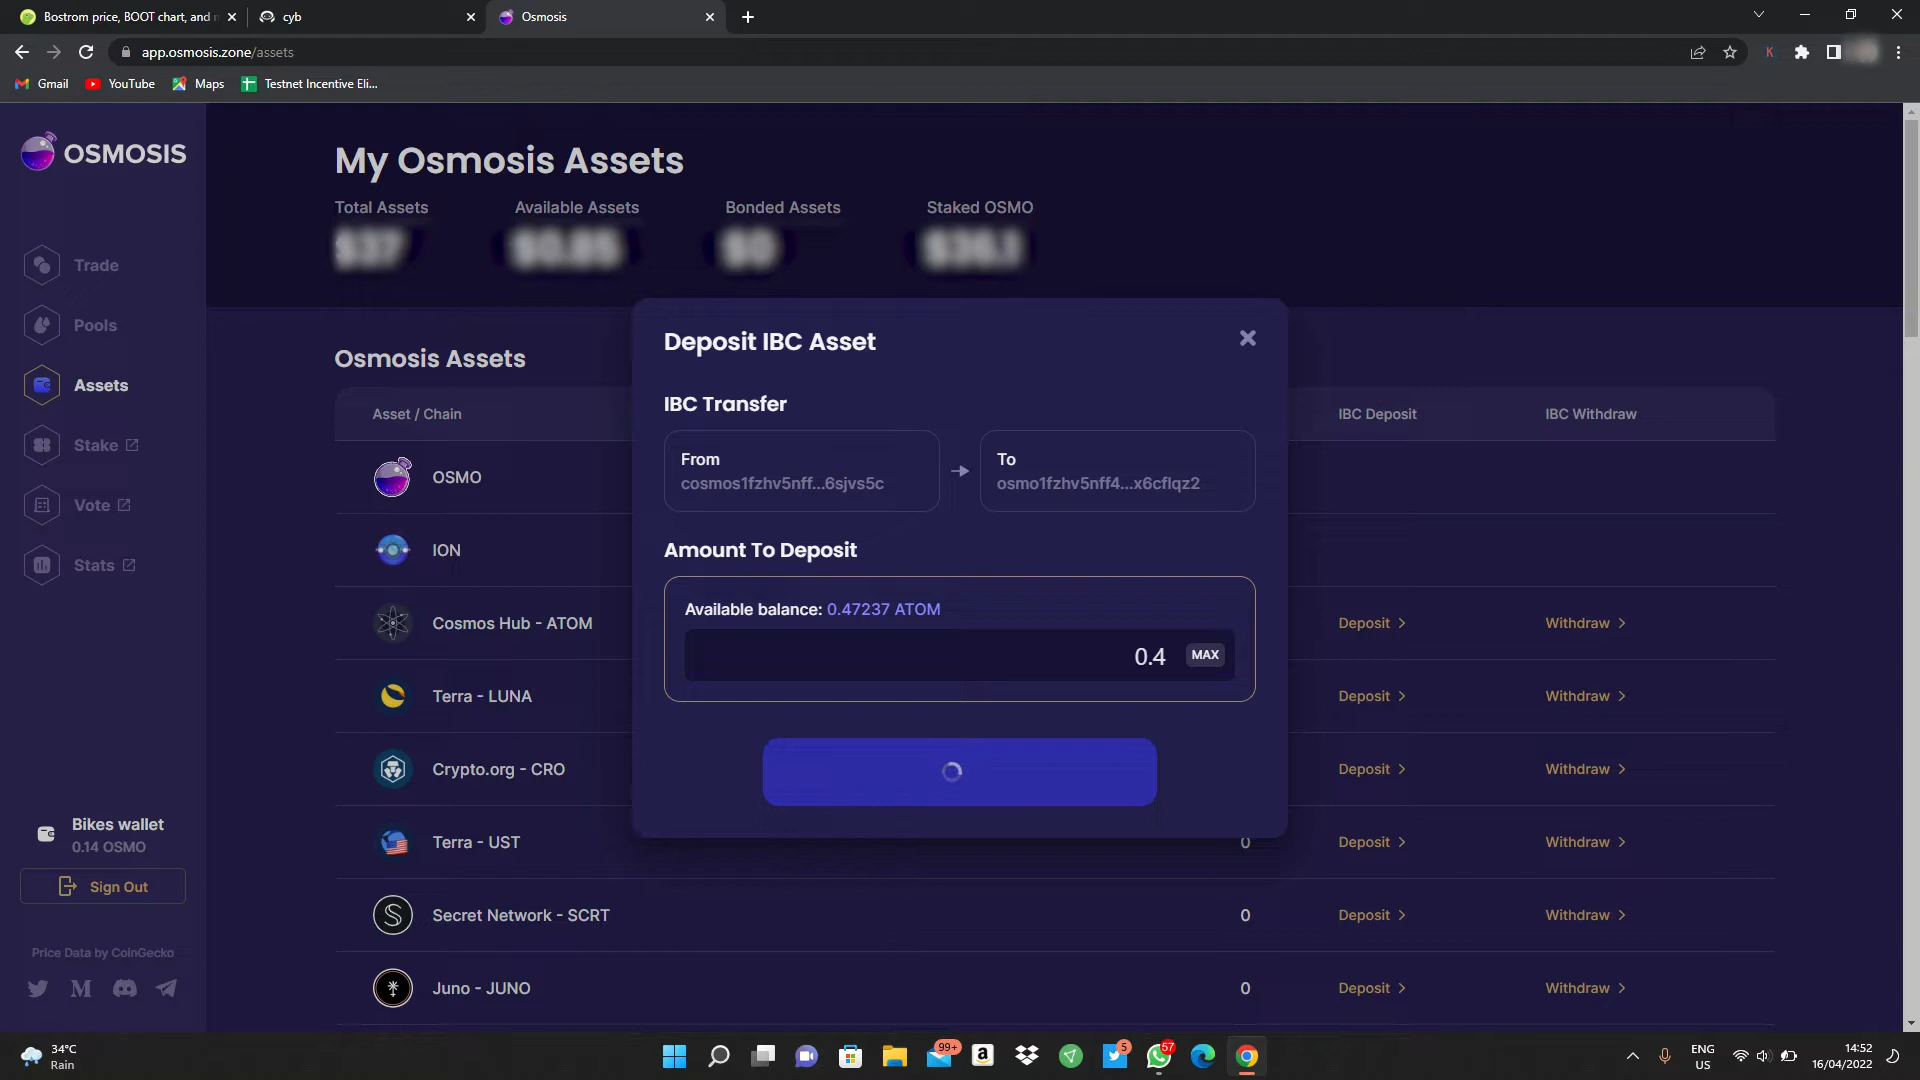 Bostrom price, BOOT chart, and
cyb
Osmosis
app.osmosis.zone/assets
K
Gmail
YouTube
Maps
Testnet Incentive Eli...
OSMOSIS
Trade
Pools
Assets
Stake
Vote
Stats
Bikes wallet
0.14 OSMO
Sign Out
Price Data by CoinGecko
My Osmosis Assets
Total Assets
Available Assets
Bonded Assets
Staked OSMO
$37
$0.85
$0
$36.1
Osmosis Assets
Asset / Chain
IBC Deposit
IBC Withdraw
OSMO
ION
Cosmos Hub - ATOM
Deposit
Withdraw
Terra - LUNA
Deposit
Withdraw
Crypto.org - CRO
Deposit
Withdraw
Terra - UST
0
Deposit
Withdraw
Secret Network - SCRT
0
Deposit
Withdraw
Juno - JUNO
0
Deposit
Withdraw
Deposit IBC Asset
IBC Transfer
From
cosmos1fzhv5nff...6sjvs5c
To
osmo1fzhv5nff4...x6cflqz2
Amount To Deposit
Available balance: 0.47237 ATOM
0.4
MAX
34°C
Rain
99+
5
57
ENG
US
14:52
16/04/2022